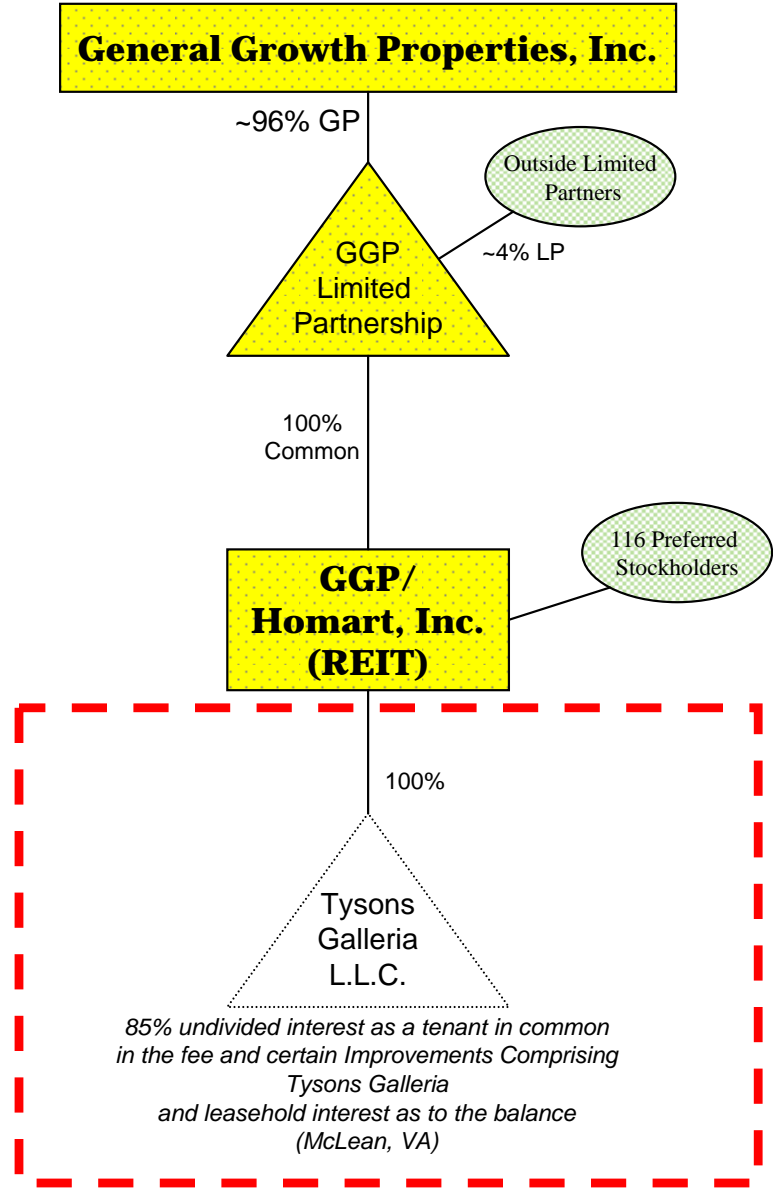 General Growth Properties, Inc.
~96% GP
Outside Limited
Partners
~4% LP
GGP
Limited
Partnership
100%
Common
116 Preferred
Stockholders
GGP/
Homart, Inc.
(REIT)
100%
Tysons
Galleria
L.L.C.
85% undivided interest as a tenant in common
in the fee and certain Improvements Comprising
Tysons Galleria
and leasehold interest as to the balance
(McLean, VA)